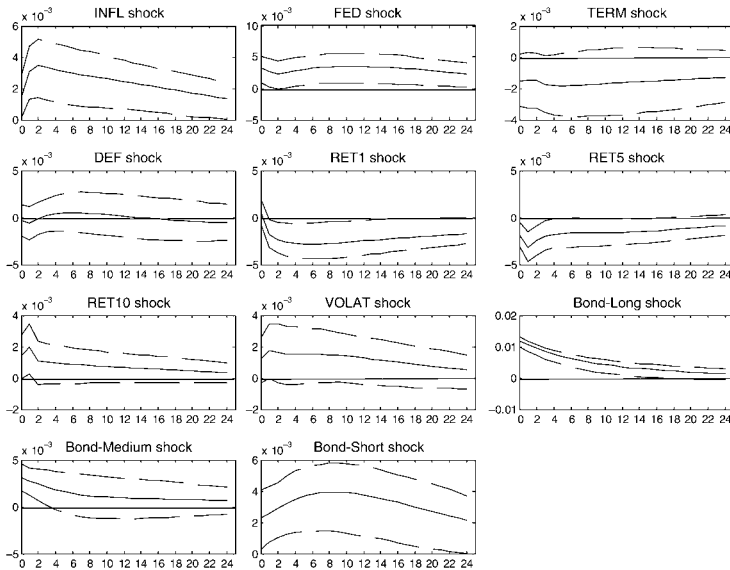 INFL shock
FED shock
TERM shock
x 10⁻³
x 10⁻³
x 10⁻³
6
4
2
0
10
5
0
−5
2
0
−2
−4
0 2 4 6 8 10 12 14 16 18 20 22 24
0 2 4 6 8 10 12 14 16 18 20 22 24
0 2 4 6 8 10 12 14 16 18 20 22 24
DEF shock
RET1 shock
RET5 shock
x 10⁻³
x 10⁻³
x 10⁻³
5
0
−5
5
0
−5
5
0
−5
0 2 4 6 8 10 12 14 16 18 20 22 24
0 2 4 6 8 10 12 14 16 18 20 22 24
0 2 4 6 8 10 12 14 16 18 20 22 24
RET10 shock
VOLAT shock
Bond-Long shock
x 10⁻³
x 10⁻³
4
2
0
−2
4
2
0
−2
0.02
0.01
0
−0.01
0 2 4 6 8 10 12 14 16 18 20 22 24
0 2 4 6 8 10 12 14 16 18 20 22 24
0 2 4 6 8 10 12 14 16 18 20 22 24
Bond-Medium shock
Bond-Short shock
x 10⁻³
x 10⁻³
5
0
−5
6
4
2
0
0 2 4 6 8 10 12 14 16 18 20 22 24
0 2 4 6 8 10 12 14 16 18 20 22 24